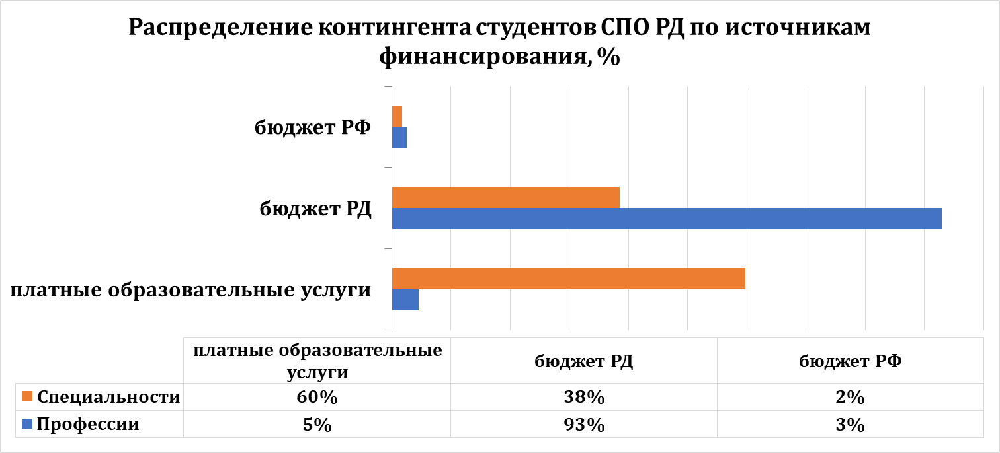 Распределение контингента студентов СПО РД по источникам
финансирования, %
бюджет РФ
бюджет РД
платные образовательные услуги
платные образовательные
услуги
бюджет РД
бюджет РФ
Специальности 60% 38% 2%
Профессии 5% 93% 3%